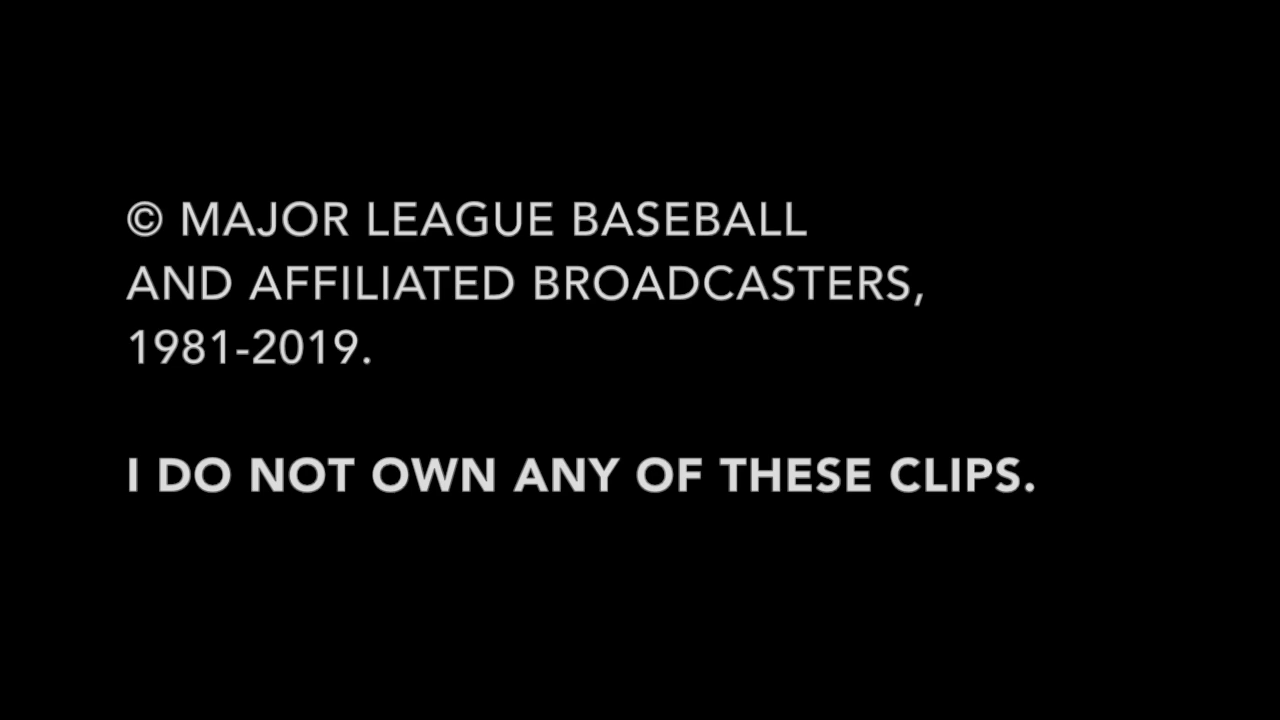 © MAJOR LEAGUE BASEBALL
AND AFFILIATED BROADCASTERS,
1981-2019.
I DO NOT OWN ANY OF THESE CLIPS.